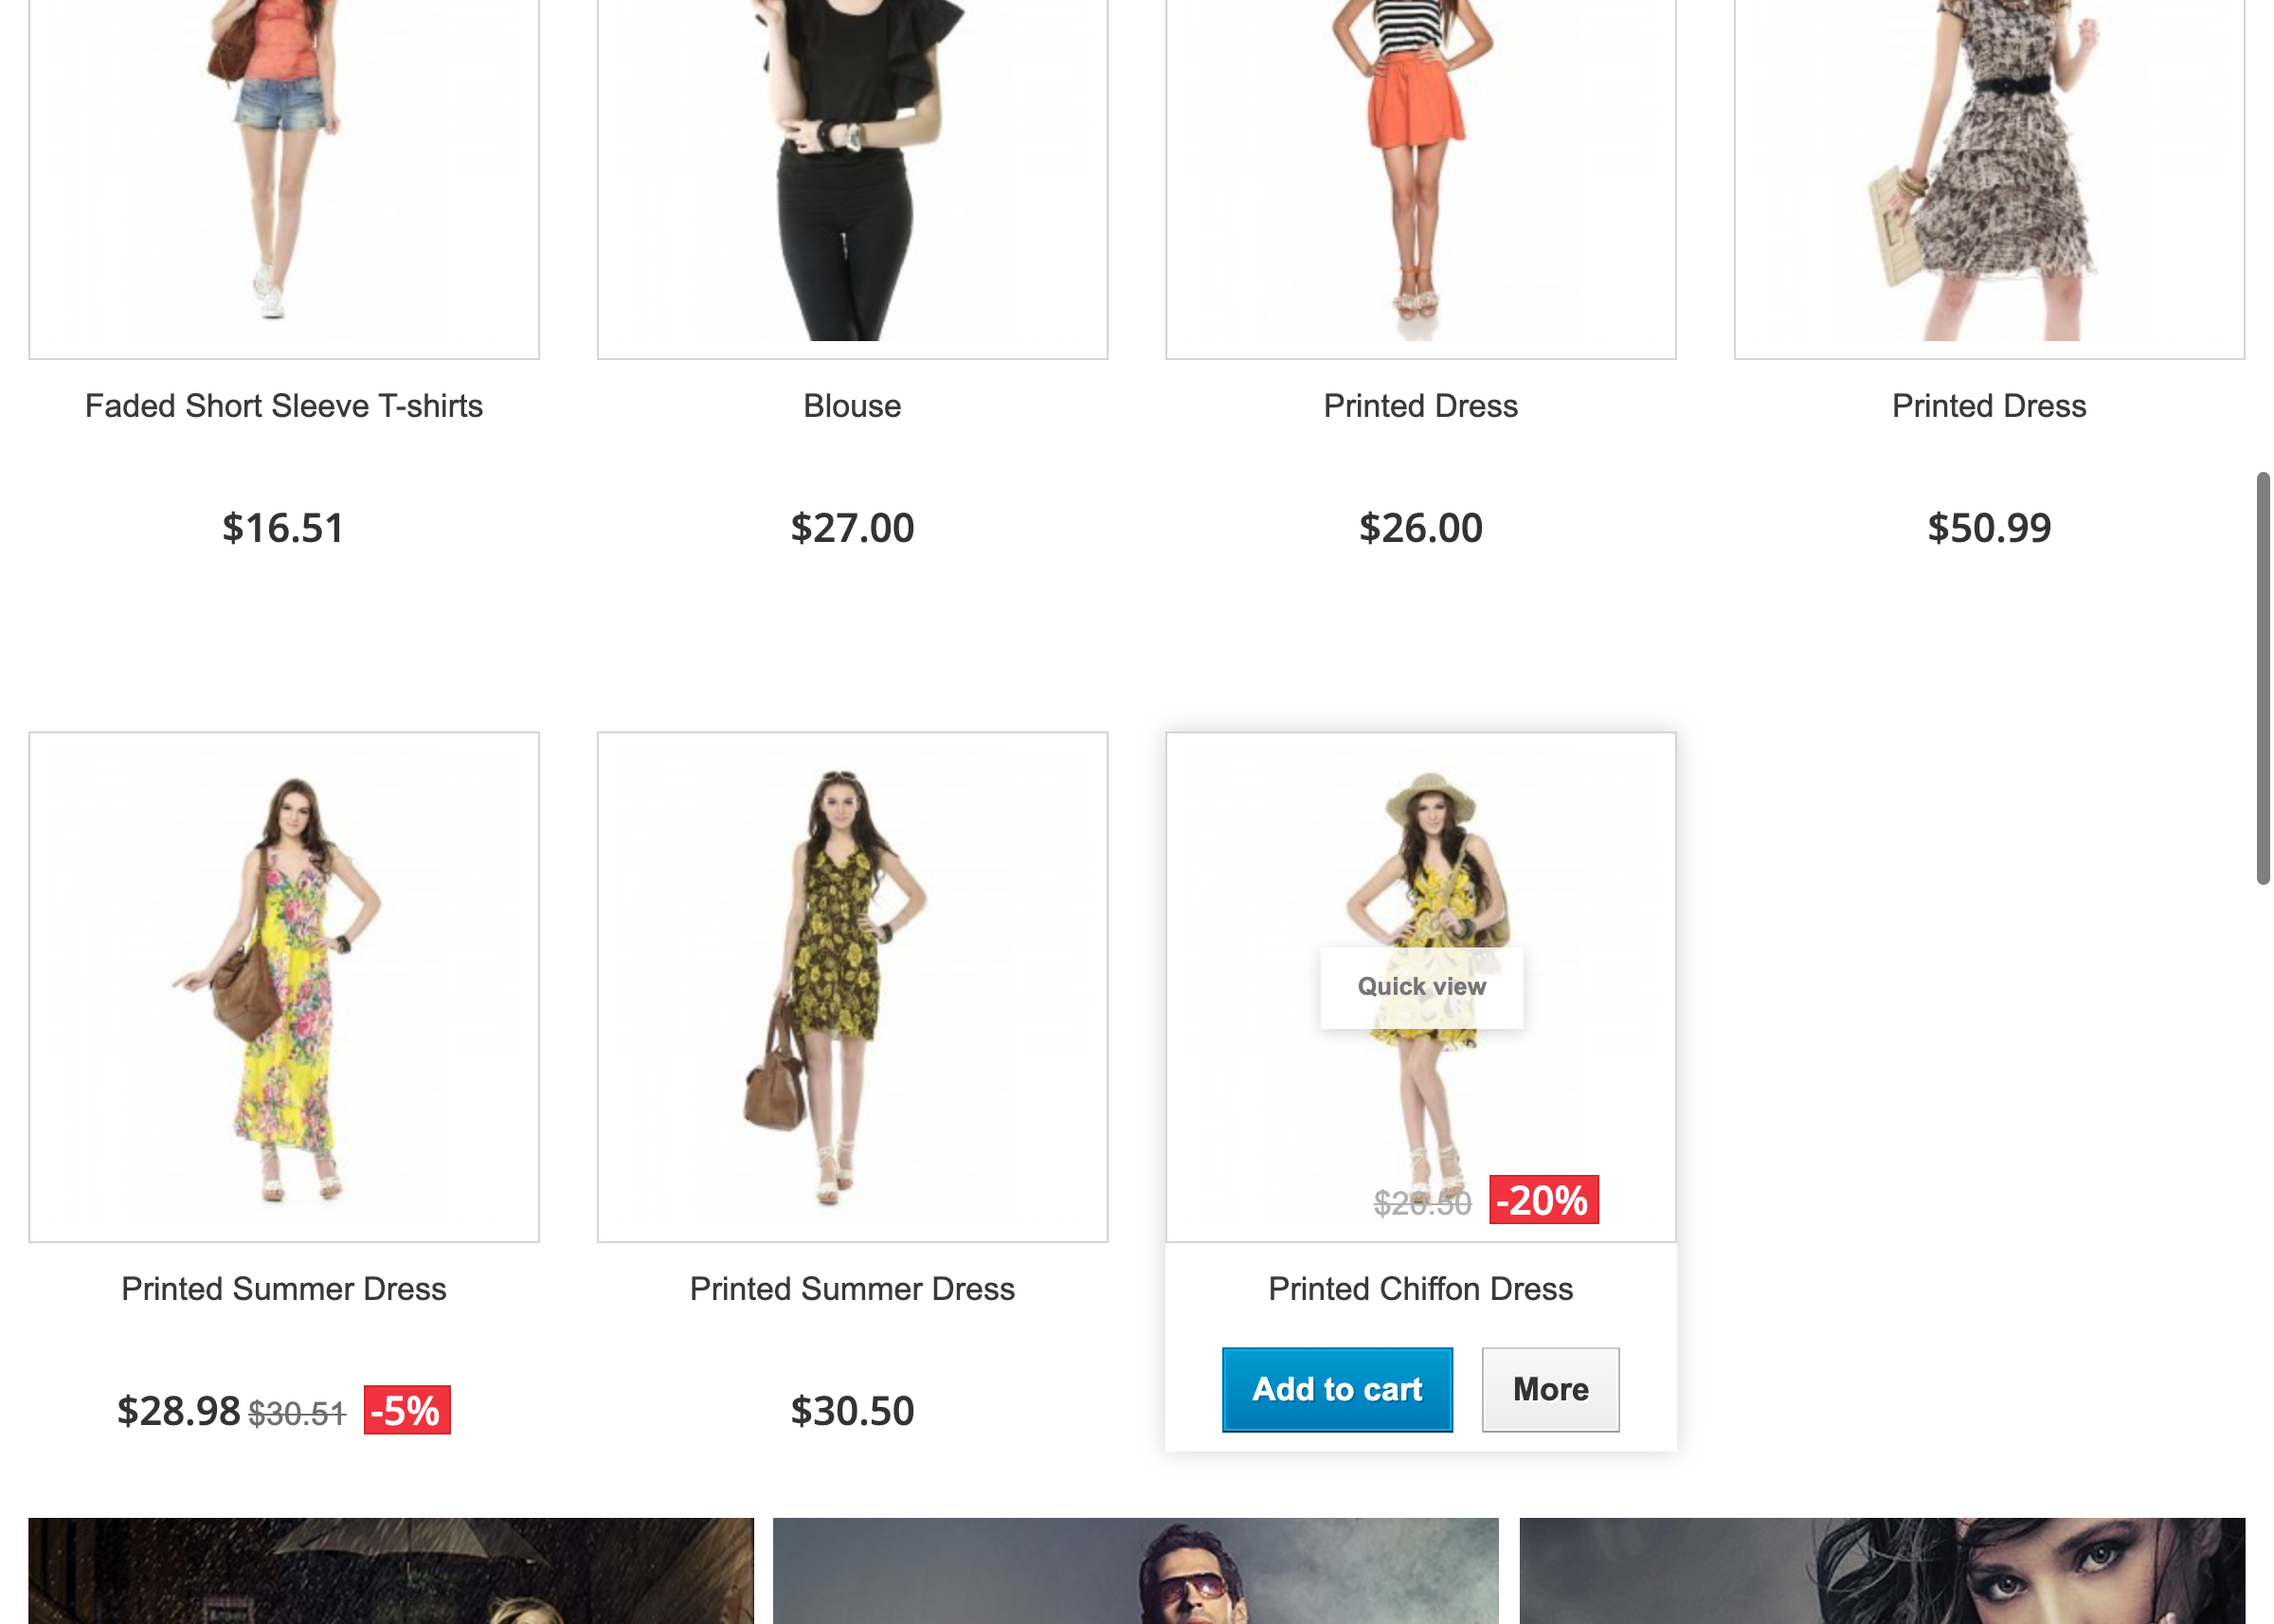 Faded Short Sleeve T-shirts
Blouse
Printed Dress
Printed Dress
$16.51
$27.00
$26.00
$50.99
Quick view
$20.50 -20%
Printed Summer Dress
Printed Summer Dress
Printed Chiffon Dress
Add to cart
More
$28.98 $30.51 -5%
$30.50